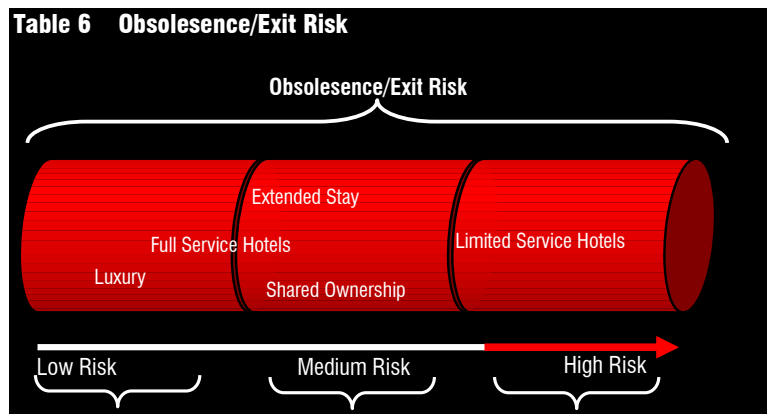 Table 6 Obsolesence/Exit Risk
Obsolesence/Exit Risk
Extended Stay
Full Service Hotels
Limited Service Hotels
Luxury
Shared Ownership
Low Risk
Medium Risk
High Risk